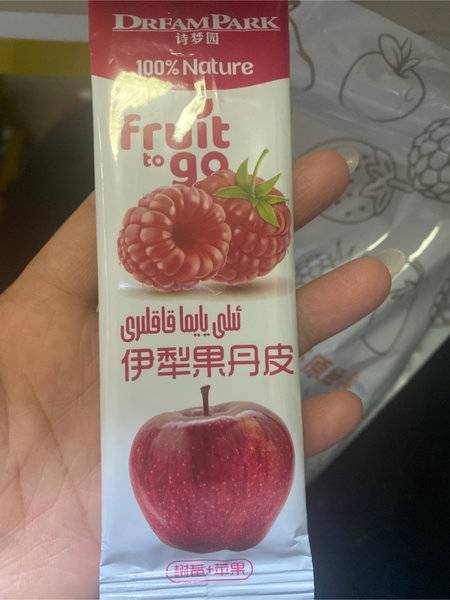 DREAMPARK
诗梦园
100% Nature
fruit
to go
ئىلى يايما قاقلىرى
伊犁果丹皮
树莓+苹果